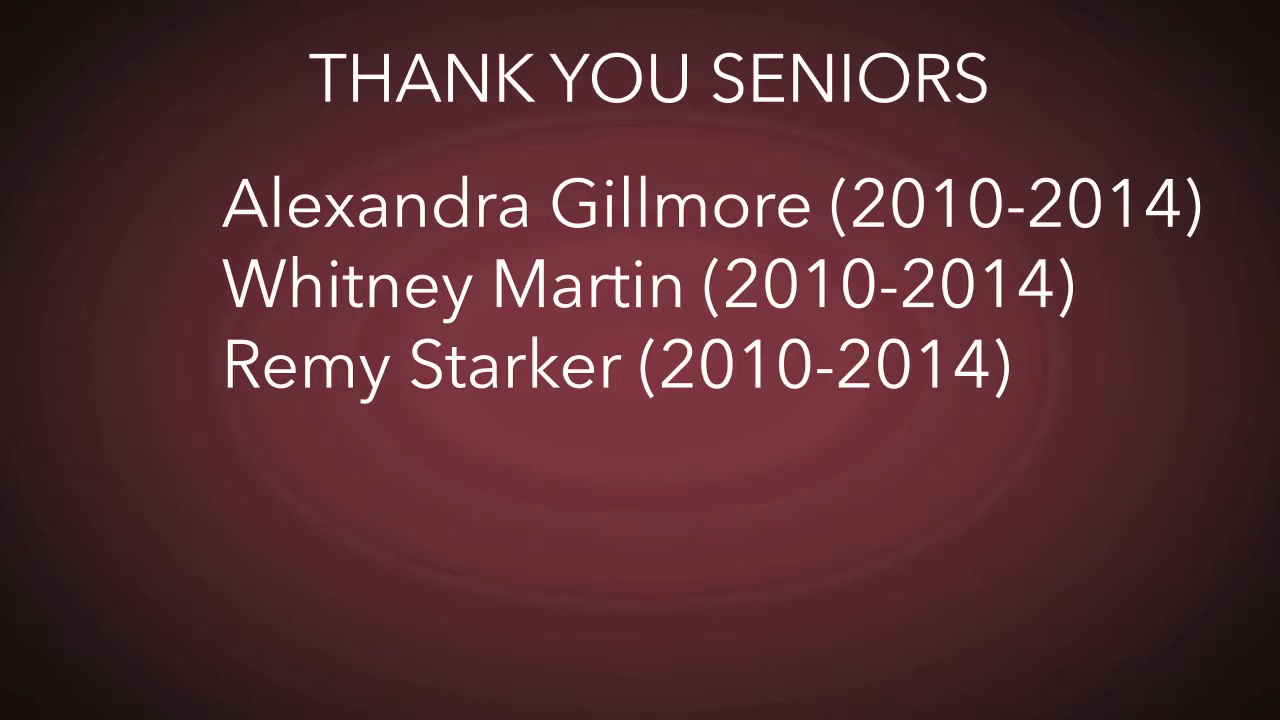 THANK YOU SENIORS
Alexandra Gillmore (2010-2014)
Whitney Martin (2010-2014)
Remy Starker (2010-2014)